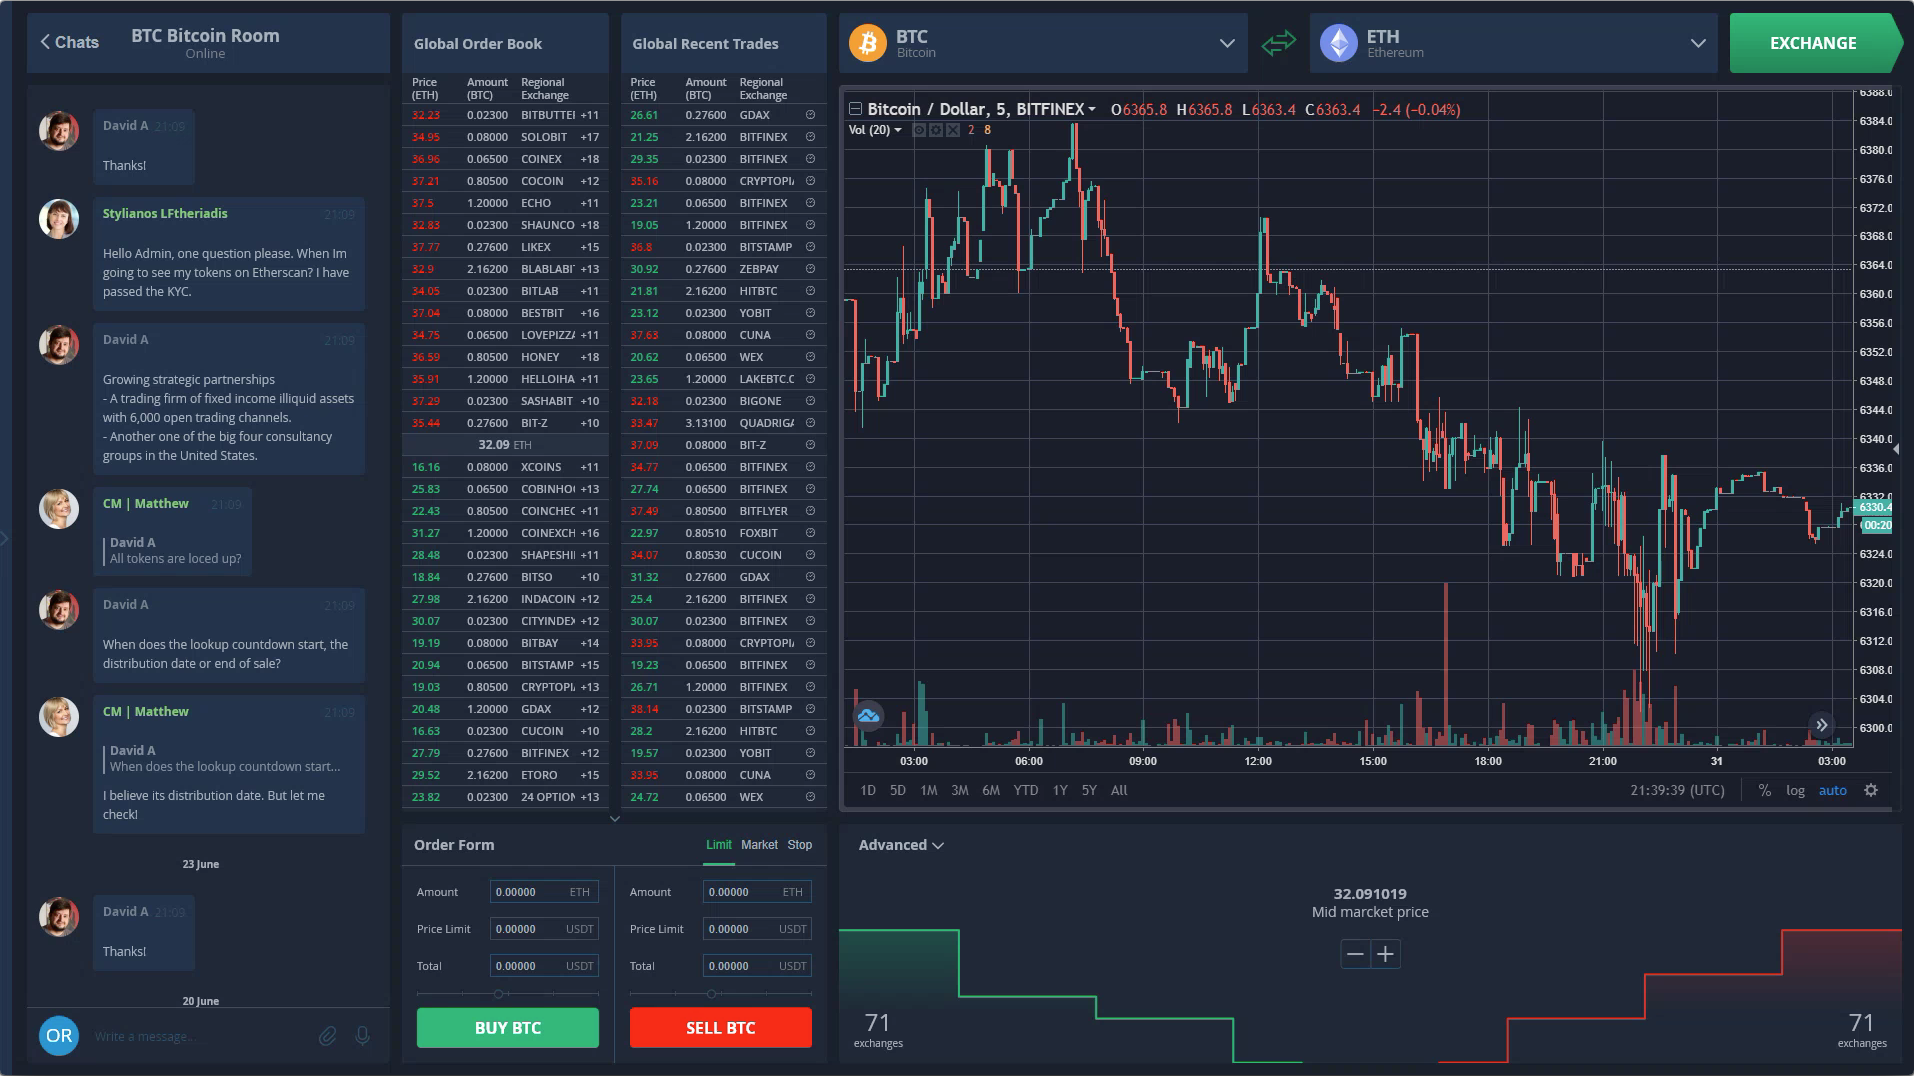 Chats
BTC Bitcoin Room
Online
David A 21:09
Thanks!
Stylianos LFtheriadis 21:09
Hello Admin, one question please. When Im
going to see my tokens on Etherscan? I have
passed the KYC.
David A 21:09
Growing strategic partnerships
- A trading firm of fixed income illiquid assets
with 6,000 open trading channels.
- Another one of the big four consultancy
groups in the United States.
CM | Matthew 21:09
David A
All tokens are loced up?
David A 21:09
When does the lookup countdown start, the
distribution date or end of sale?
CM | Matthew 21:09
David A
When does the lookup countdown start...
I believe its distribution date. But let me
check!
23 June
David A 21:09
Thanks!
20 June
OR Write a message...
Global Order Book
Price (ETH) Amount (BTC) Regional Exchange
32.23 0.02300 BITBUTTEI +11
34.95 0.08000 SOLOBIT +17
36.96 0.06500 COINEX +18
37.21 0.80500 COCOIN +12
37.5 1.20000 ECHO +11
32.83 0.02300 SHAUNCO +18
37.77 0.27600 LIKEX +15
32.9 2.16200 BLABLABI +13
34.05 0.02300 BITLAB +11
37.04 0.08000 BESTBIT +16
34.75 0.06500 LOVEPIZZA +11
36.59 0.80500 HONEY +18
35.91 1.20000 HELLOIHA +11
37.29 0.02300 SASHABIT +10
35.44 0.27600 BIT-Z +10
32.09 ETH
16.16 0.08000 XCOINS +11
25.83 0.06500 COBINHO +13
22.43 0.80500 COINCHEC +11
31.27 1.20000 COINEXCH +16
28.48 0.02300 SHAPESHI +11
18.84 0.27600 BITSO +10
27.98 2.16200 INDACOIN +12
30.07 0.02300 CITYINDEX +12
19.19 0.08000 BITBAY +14
20.94 0.06500 BITSTAMP +15
19.03 0.80500 CRYPTOPI +13
20.48 1.20000 GDAX +12
16.63 0.02300 CUCOIN +10
27.79 0.27600 BITFINEX +12
29.52 2.16200 ETORO +15
23.82 0.02300 24 OPTION +13
Global Recent Trades
Price (ETH) Amount (BTC) Regional Exchange
26.61 0.27600 GDAX
21.25 2.16200 BITFINEX
29.35 0.02300 BITFINEX
35.16 0.08000 CRYPTOPI
23.21 0.06500 BITFINEX
19.05 1.20000 BITFINEX
36.8 0.02300 BITSTAMP
30.92 0.27600 ZEBPAY
21.81 2.16200 HITBTC
23.12 0.02300 YOBIT
37.63 0.08000 CUNA
20.62 0.06500 WEX
23.65 1.20000 LAKEBTC.C
32.18 0.02300 BIGONE
33.47 3.13100 QUADRIGA
37.09 0.08000 BIT-Z
34.77 0.06500 BITFINEX
27.74 0.06500 BITFINEX
37.49 0.80500 BITFLYER
22.97 0.80510 FOXBIT
34.07 0.80530 CUCOIN
31.32 0.27600 GDAX
25.4 2.16200 BITFINEX
30.07 0.02300 BITFINEX
33.95 0.08000 CRYPTOPI
19.23 0.06500 BITFINEX
26.71 1.20000 BITFINEX
38.14 0.02300 BITSTAMP
28.2 2.16200 HITBTC
19.57 0.02300 YOBIT
33.95 0.08000 CUNA
24.72 0.06500 WEX
Order Form
Limit Market Stop
Amount 0.00000 ETH Amount 0.00000 ETH
Price Limit 0.00000 USDT Price Limit 0.00000 USDT
Total 0.00000 USDT Total 0.00000 USDT
BUY BTC SELL BTC
BTC
Bitcoin
ETH
Ethereum
EXCHANGE
Bitcoin / Dollar, 5, BITFINEX O6365.8 H6365.8 L6363.4 C6363.4 −2.4 (−0.04%)
Vol (20) 2 8
6388.0
6384.0
6380.0
6376.0
6372.0
6368.0
6364.0
6360.0
6356.0
6352.0
6348.0
6344.0
6340.0
6336.0
6332.0
6330.4
00:20
6324.0
6320.0
6316.0
6312.0
6308.0
6304.0
6300.0
03:00 06:00 09:00 12:00 15:00 18:00 21:00 31 03:00
1D 5D 1M 3M 6M YTD 1Y 5Y All 21:39:39 (UTC) % log auto
Advanced
32.091019
Mid marcket price
71
exchanges
71
exchanges